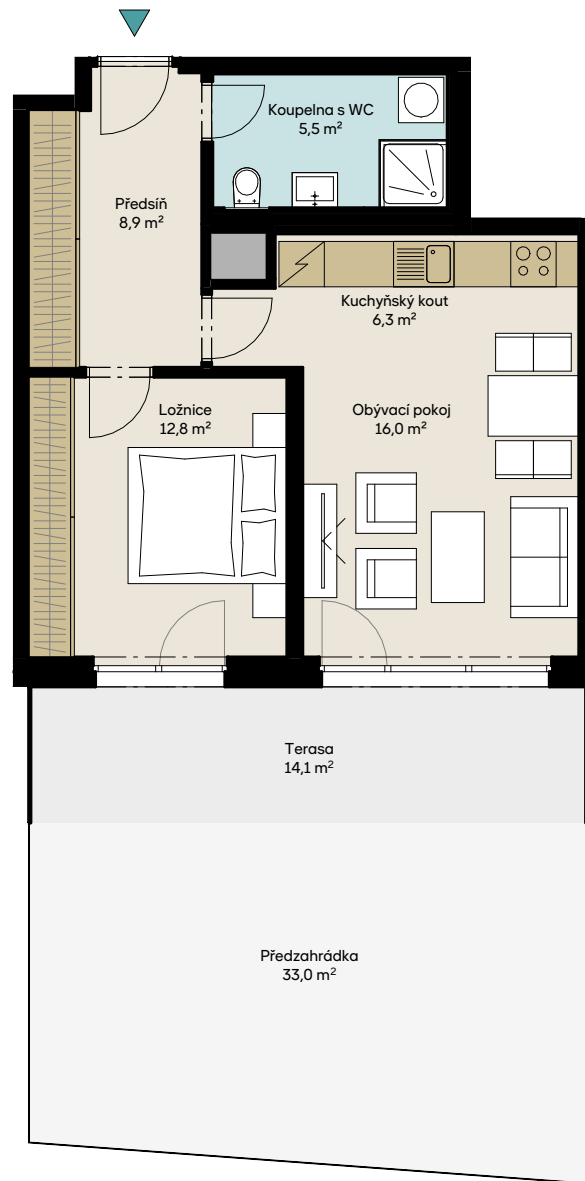 Koupelna s WC
5,5 m²
Předsíň
8,9 m²
Kuchyňský kout
6,3 m²
Ložnice
12,8 m²
Obývací pokoj
16,0 m²
Terasa
14,1 m²
Předzahrádka
33,0 m²